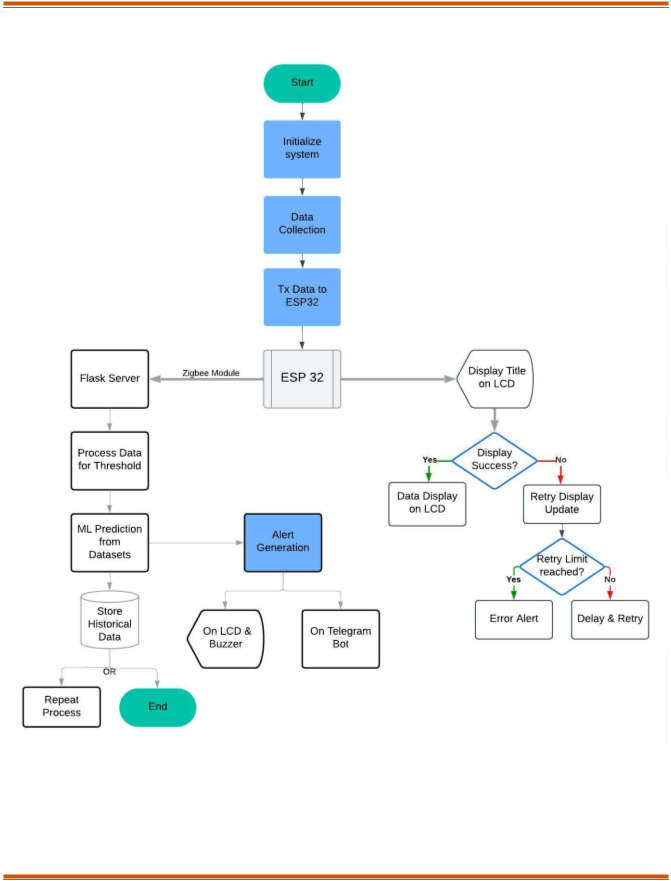 Start
Initialize
system
Data
Collection
Tx Data to
ESP32
Flask Server
Zigbee Module
ESP 32
Display Title
on LCD
Process Data
for Threshold
Yes
Display
Success?
No
Data Display
on LCD
Retry Display
Update
ML Prediction
from
Datasets
Alert
Generation
Retry Limit
reached?
Yes
No
Store
Historical
Data
On LCD &
Buzzer
On Telegram
Bot
Error Alert
Delay & Retry
OR
Repeat
Process
End